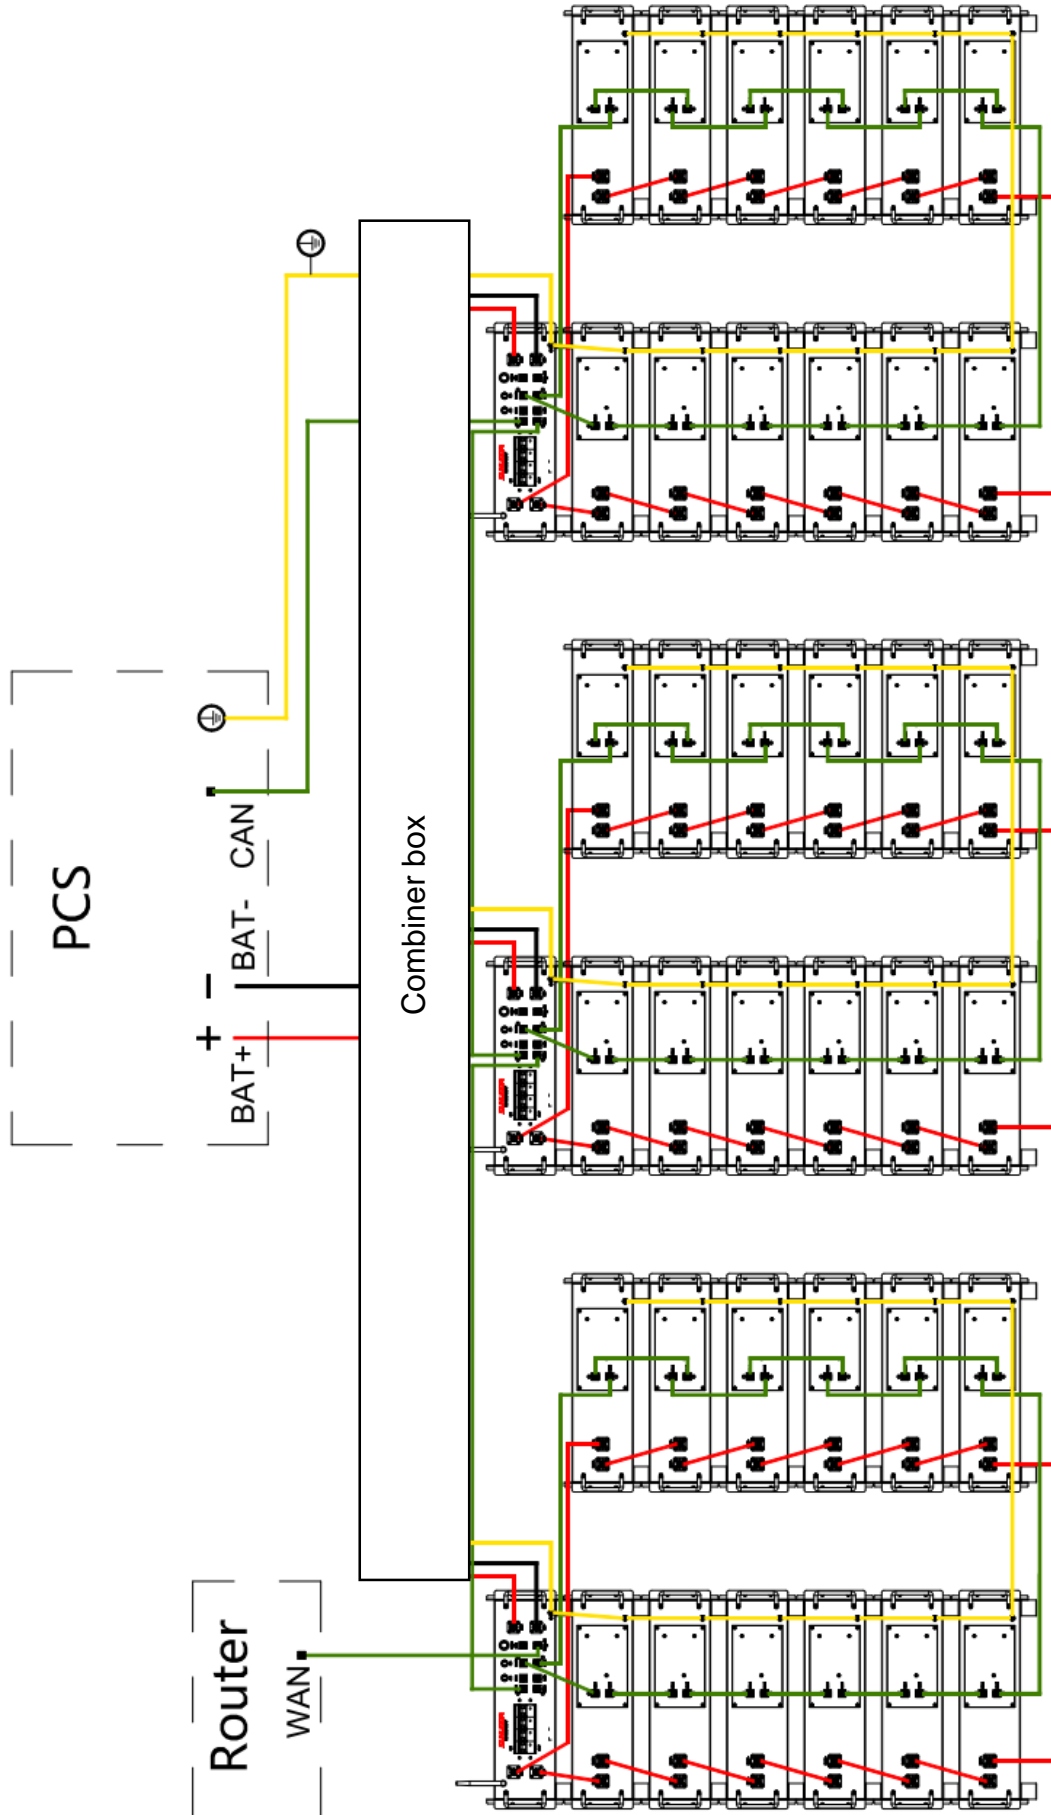 PCS
BAT+
BAT-
CAN
+
−
Combiner box
Router
WAN